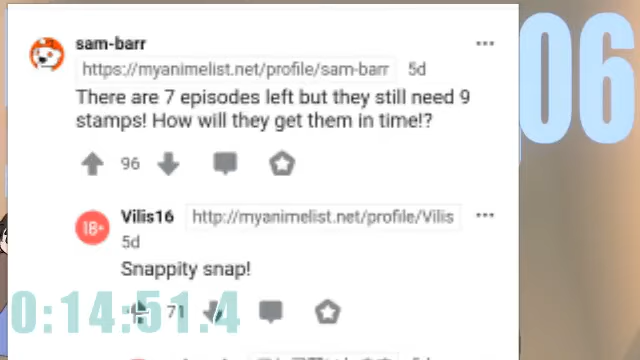 06
sam-barr
https://myanimelist.net/profile/sam-barr 5d
There are 7 episodes left but they still need 9
stamps! How will they get them in time!?
96
18+ Vilis16 http://myanimelist.net/profile/Vilis
5d
Snappity snap!
71
0:14:51.4